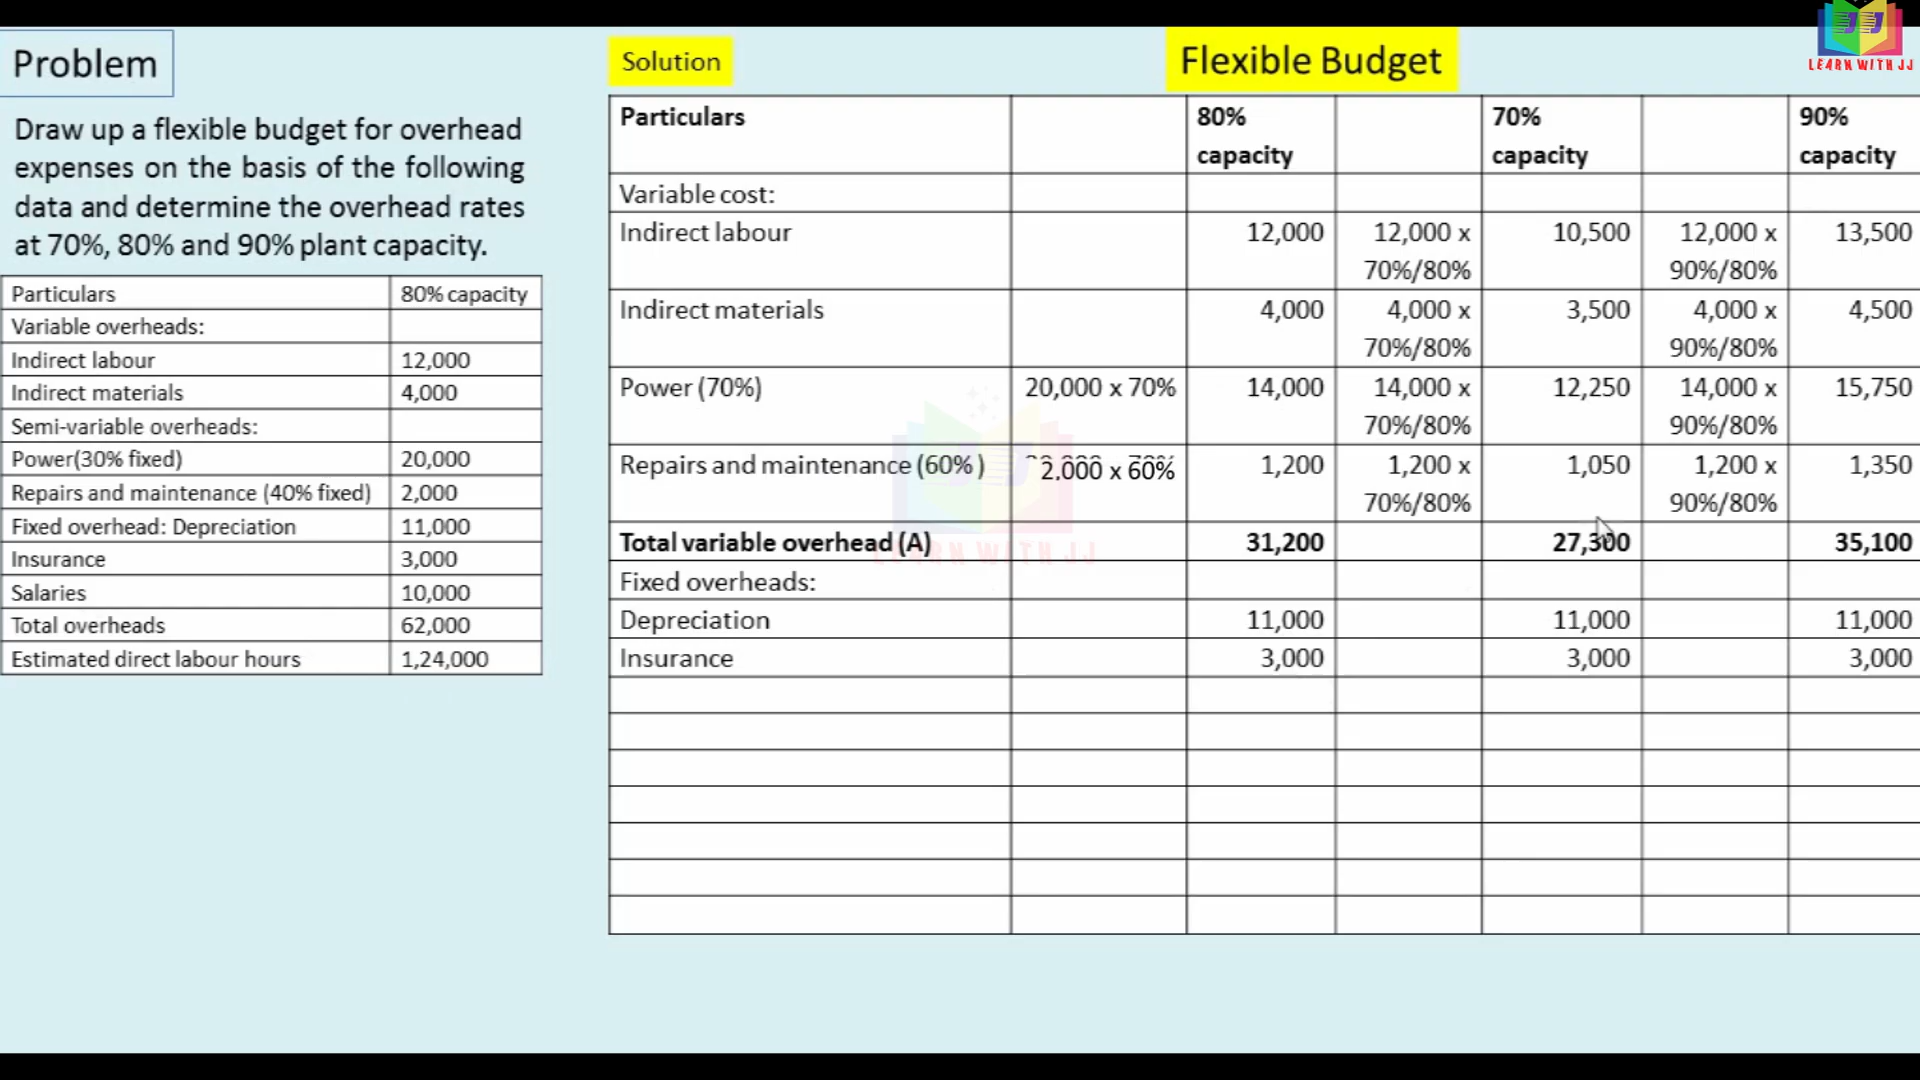 Problem
Draw up a flexible budget for overhead
expenses on the basis of the following
data and determine the overhead rates
at 70%, 80% and 90% plant capacity.
Particulars 80% capacity
Variable overheads:
Indirect labour 12,000
Indirect materials 4,000
Semi-variable overheads:
Power(30% fixed) 20,000
Repairs and maintenance (40% fixed) 2,000
Fixed overhead: Depreciation 11,000
Insurance 3,000
Salaries 10,000
Total overheads 62,000
Estimated direct labour hours 1,24,000
Solution
Flexible Budget
LEARN WITH JJ
Particulars 80% 70% 90%
capacity capacity capacity
Variable cost:
Indirect labour 12,000 12,000 x 10,500 12,000 x 13,500
70%/80% 90%/80%
Indirect materials 4,000 4,000 x 3,500 4,000 x 4,500
70%/80% 90%/80%
Power (70%) 20,000 x 70% 14,000 14,000 x 12,250 14,000 x 15,750
70%/80% 90%/80%
Repairs and maintenance (60% ) 2.000 x 60% 1,200 1,200 x 1,050 1,200 x 1,350
70%/80% 90%/80%
Total variable overhead (A) 31,200 27,300 35,100
LEARN WITH JJ
Fixed overheads:
Depreciation 11,000 11,000 11,000
Insurance 3,000 3,000 3,000